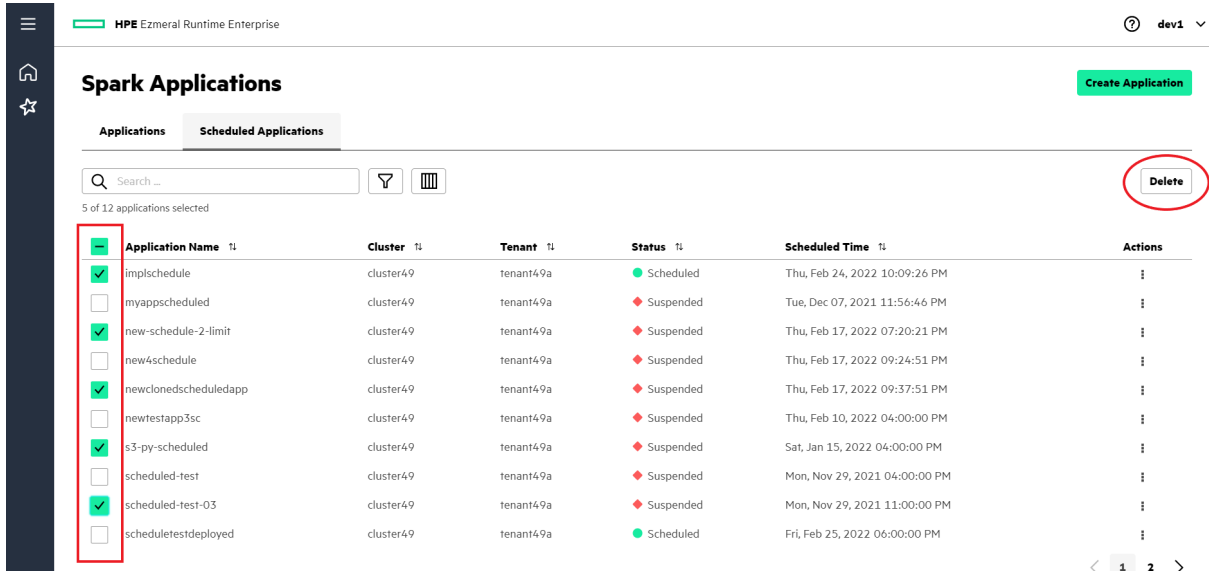 HPE Ezmeral Runtime Enterprise
dev1
Spark Applications
Create Application
Applications Scheduled Applications
Search ...
Delete
5 of 12 applications selected
Application Name Cluster Tenant Status Scheduled Time Actions
implschedule cluster49 tenant49a Scheduled Thu, Feb 24, 2022 10:09:26 PM
myappscheduled cluster49 tenant49a Suspended Tue, Dec 07, 2021 11:56:46 PM
new-schedule-2-limit cluster49 tenant49a Suspended Thu, Feb 17, 2022 07:20:21 PM
new4schedule cluster49 tenant49a Suspended Thu, Feb 17, 2022 09:24:51 PM
newclonedscheduledapp cluster49 tenant49a Suspended Thu, Feb 17, 2022 09:37:51 PM
newtestapp3sc cluster49 tenant49a Suspended Thu, Feb 10, 2022 04:00:00 PM
s3-py-scheduled cluster49 tenant49a Suspended Sat, Jan 15, 2022 04:00:00 PM
scheduled-test cluster49 tenant49a Suspended Mon, Nov 29, 2021 04:00:00 PM
scheduled-test-03 cluster49 tenant49a Suspended Mon, Nov 29, 2021 11:00:00 PM
scheduletestdeployed cluster49 tenant49a Scheduled Fri, Feb 25, 2022 06:00:00 PM
1 2